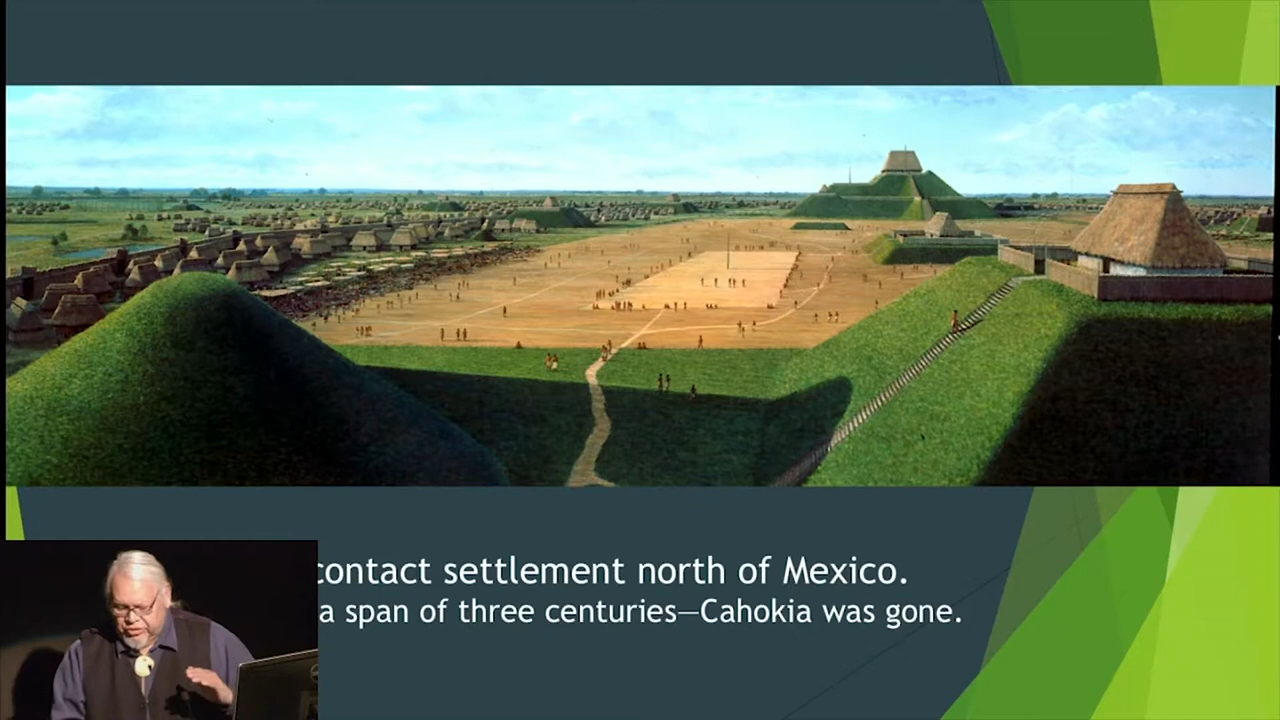 contact settlement north of Mexico.
a span of three centuries—Cahokia was gone.